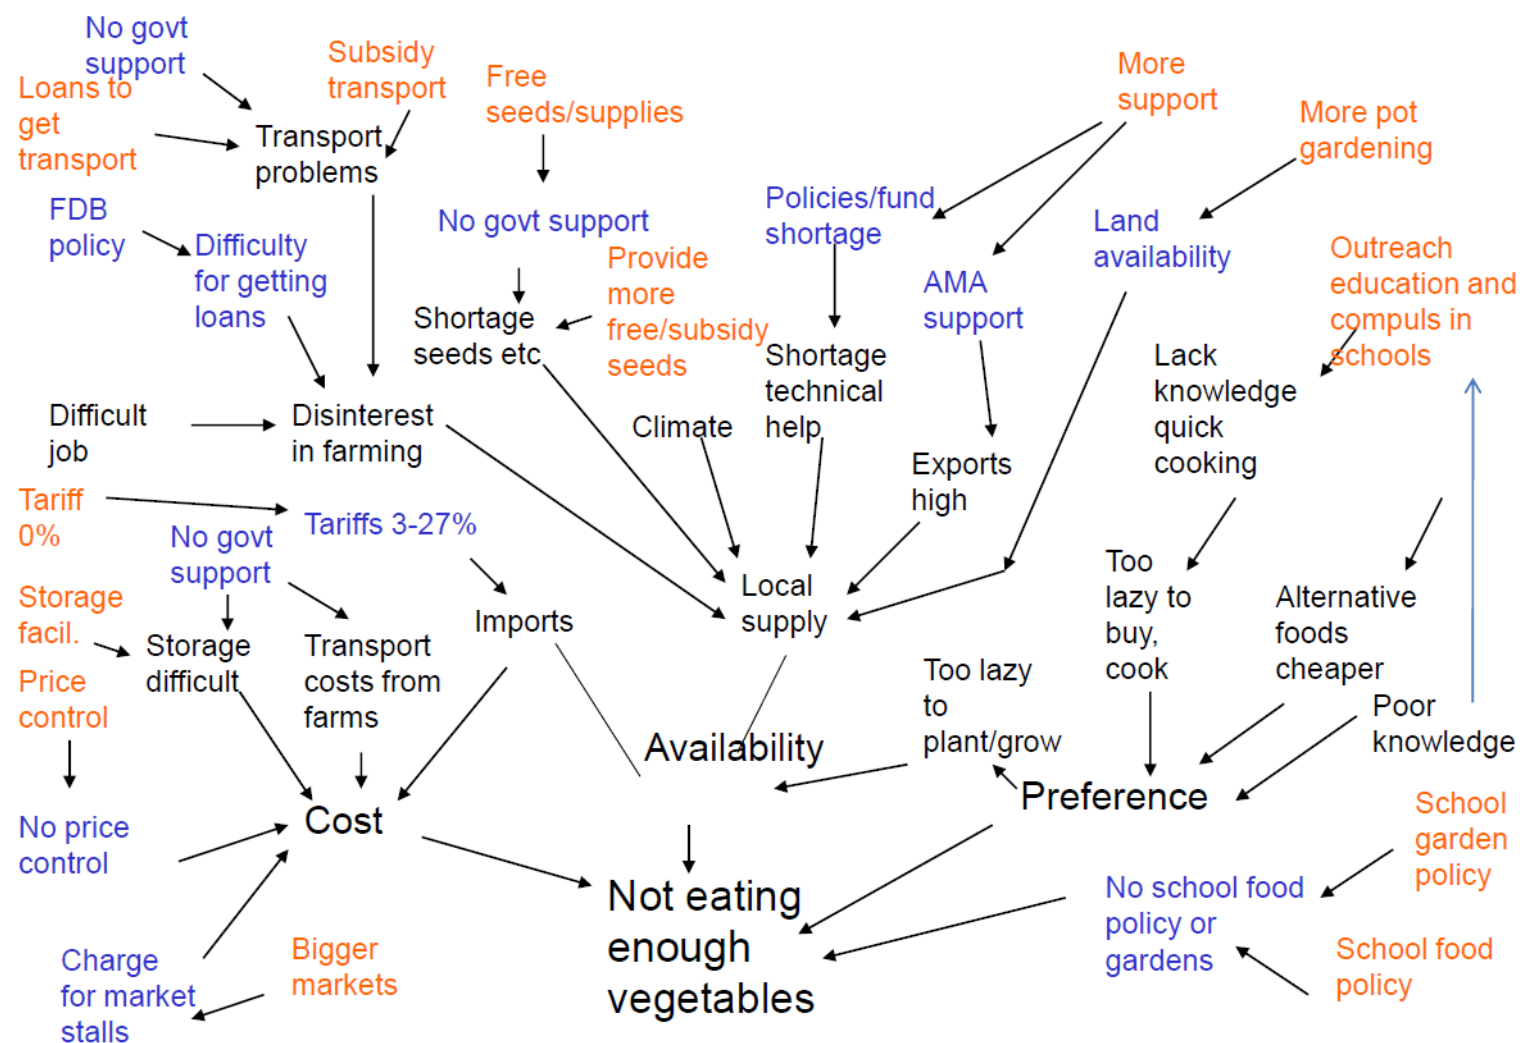 No govt
support
Loans to
get
transport
Subsidy
transport
Free
seeds/supplies
More
support
More pot
gardening
Transport
problems
FDB
policy
Difficulty
for getting
loans
No govt support
Provide
more
free/subsidy
seeds
Policies/fund
shortage
Land
availability
Outreach
education and
compuls in
schools
AMA
support
Shortage
seeds etc
Shortage
technical
help
Lack
knowledge
quick
cooking
Difficult
job
Disinterest
in farming
Climate
Exports
high
Tariff
0%
Tariffs 3-27%
No govt
support
Storage
facil.
Storage
difficult
Transport
costs from
farms
Imports
Local
supply
Too
lazy to
buy,
cook
Alternative
foods
cheaper
Price
control
Too lazy
to
plant/grow
Poor
knowledge
Availability
Preference
No price
control
Cost
School
garden
policy
Not eating
enough
vegetables
No school food
policy or
gardens
School food
policy
Charge
for market
stalls
Bigger
markets